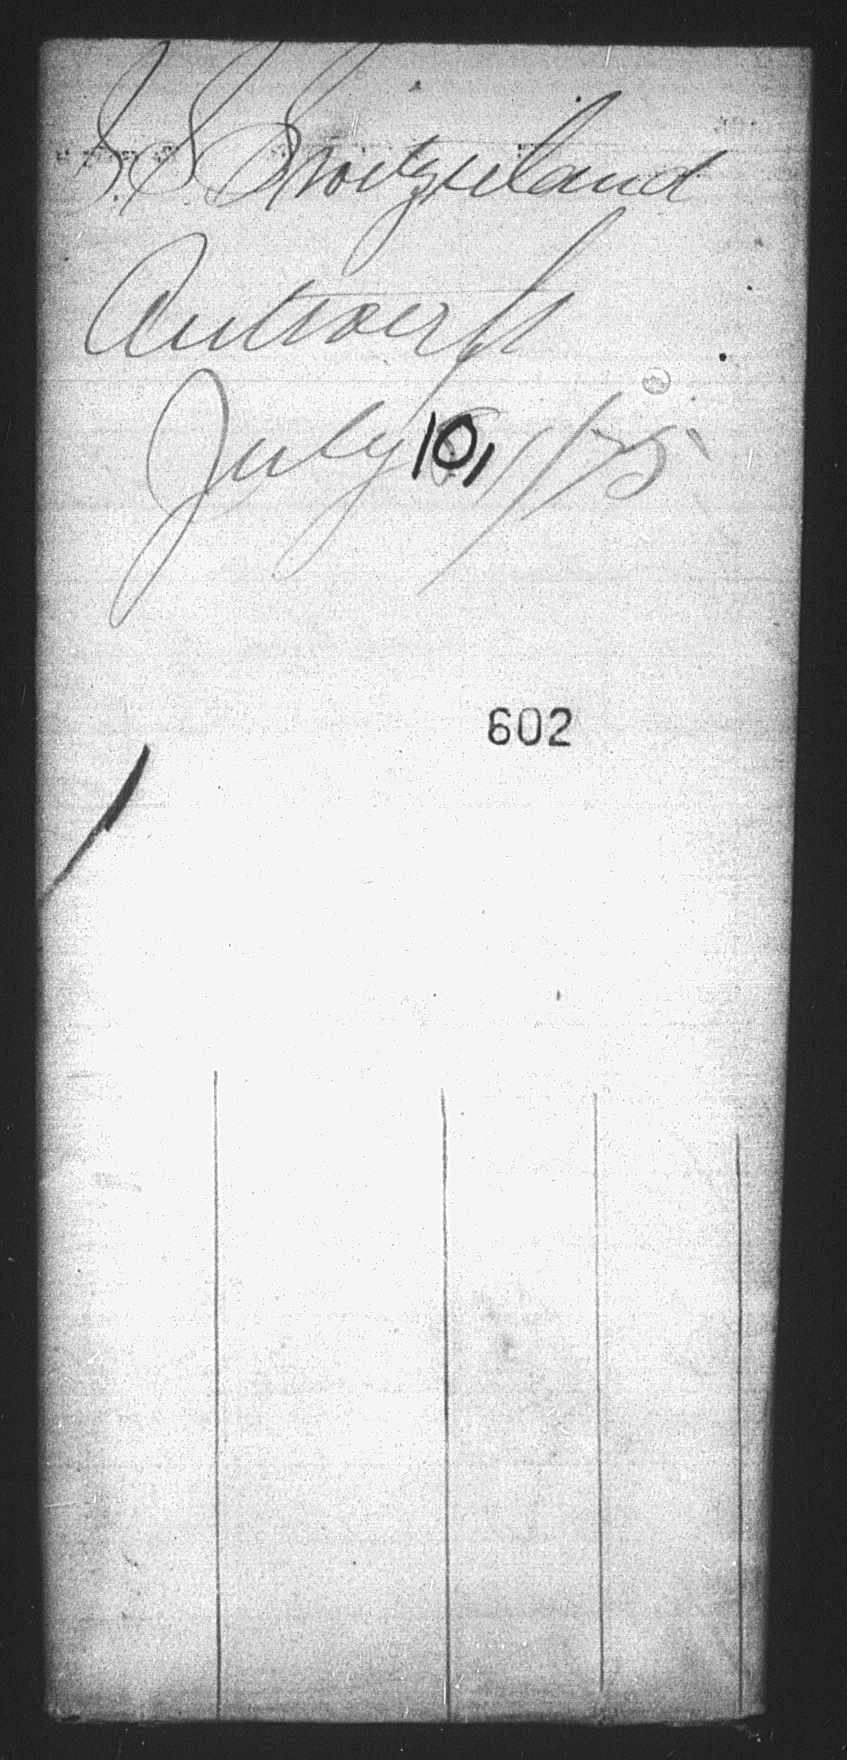 S. S. Switzerland
Antwerp
July 10, /75
602